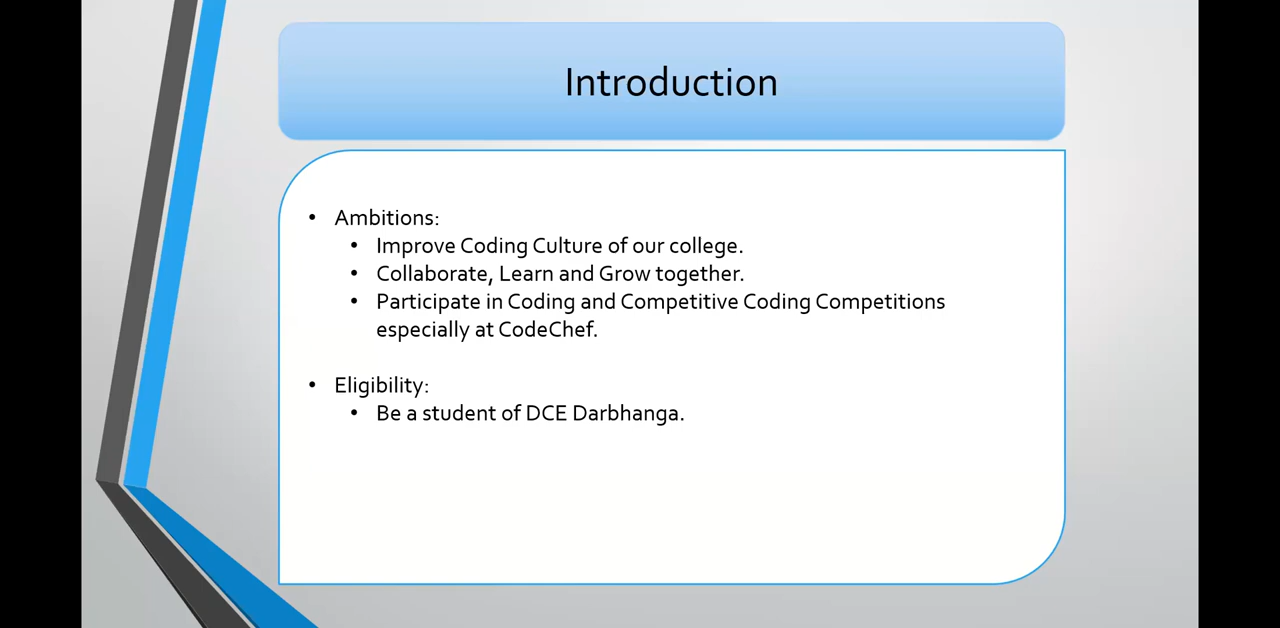 Introduction
• Ambitions:
• Improve Coding Culture of our college.
• Collaborate, Learn and Grow together.
• Participate in Coding and Competitive Coding Competitions
especially at CodeChef.
• Eligibility:
• Be a student of DCE Darbhanga.